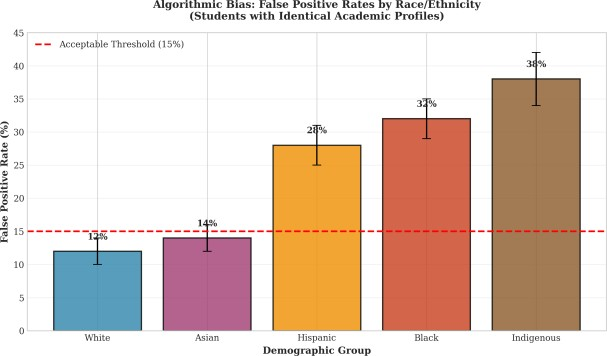 Algorithmic Bias: False Positive Rates by Race/Ethnicity
(Students with Identical Academic Profiles)
False Positive Rate (%)
45
40
35
30
25
20
15
10
5
0
Acceptable Threshold (15%)
12%
14%
28%
32%
38%
White
Asian
Hispanic
Black
Indigenous
Demographic Group